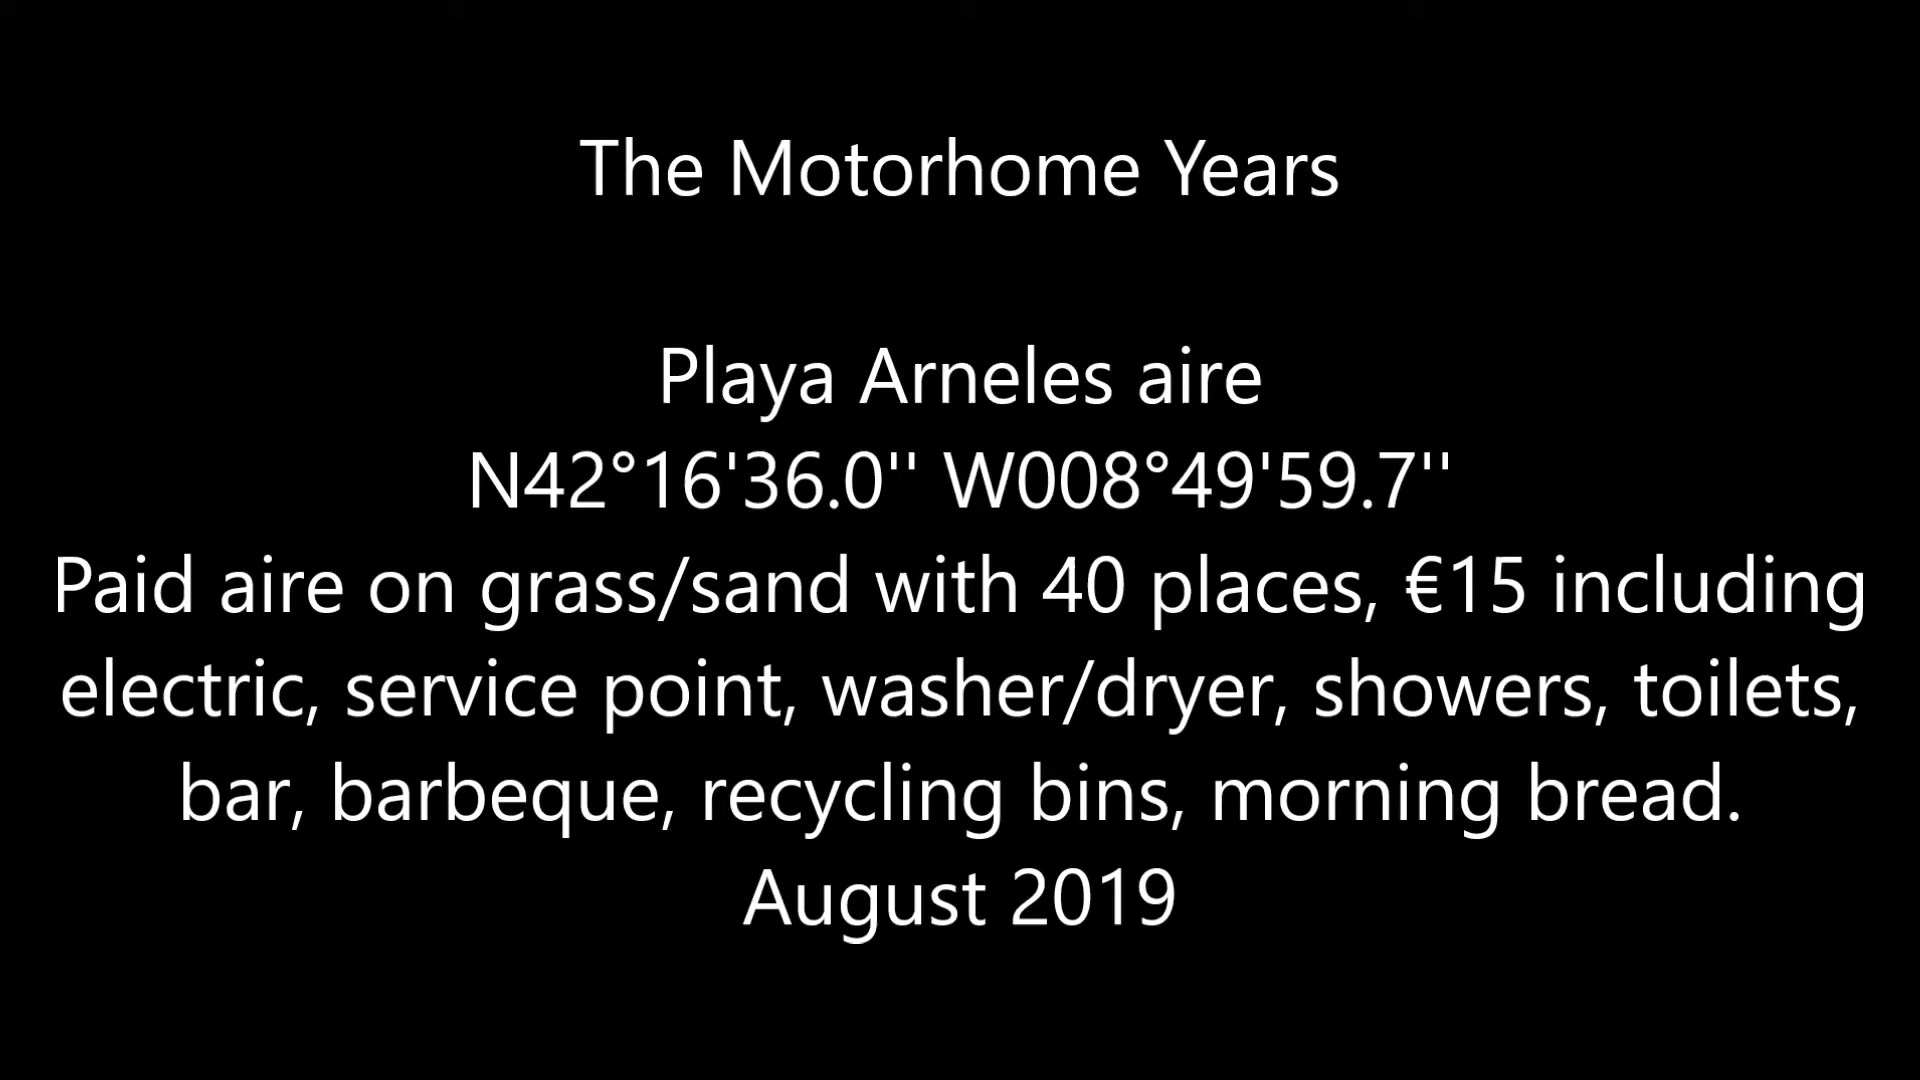 The Motorhome Years
Playa Arneles aire
N42°16'36.0'' W008°49'59.7''
Paid aire on grass/sand with 40 places, €15 including
electric, service point, washer/dryer, showers, toilets,
bar, barbeque, recycling bins, morning bread.
August 2019